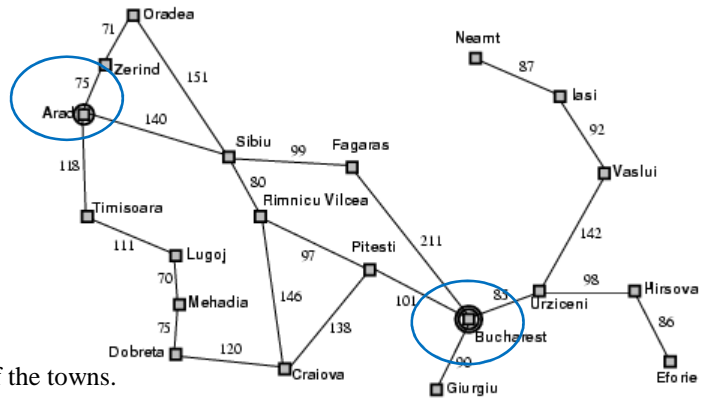 Oradea
71
Neamt
Zerind
87
75
151
Iasi
Arad
140
92
Sibiu
Fagaras
99
118
Vaslui
80
Timisoara
Rimnicu Vilcea
211
142
111
Lugoj
97
Pitesti
70
98
Hirsova
146
101
85
Urziceni
Mehadia
138
86
75
Bucharest
120
Dobreta
90
Craiova
Eforie
Giurgiu
f the towns.